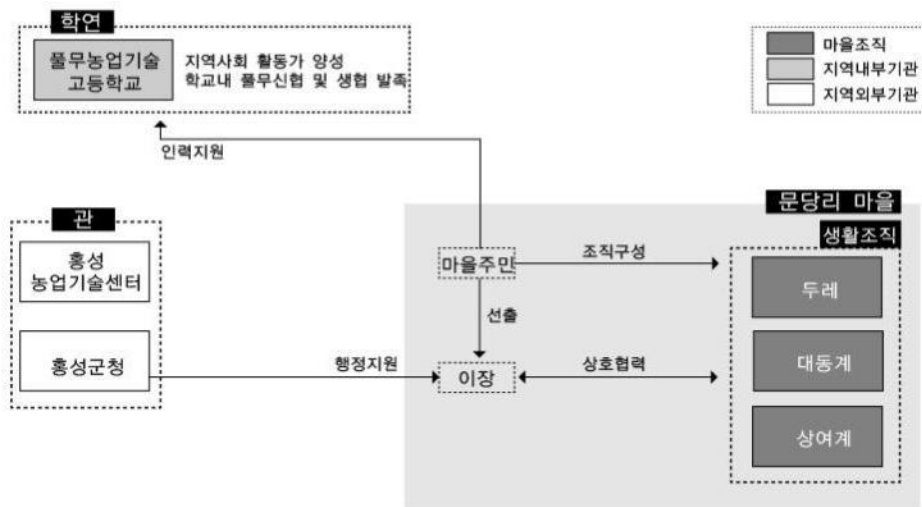 학연
풀무농업기술
고등학교
지역사회 활동가 양성
학교내 풀무신협 및 생협 발족
마을조직
지역내부기관
지역외부기관
인력지원
관
홍성
농업기술센터
홍성군청
행정지원
문당리 마을
생활조직
마을주민
조직구성
선출
이장
상호협력
두레
대동계
상여계